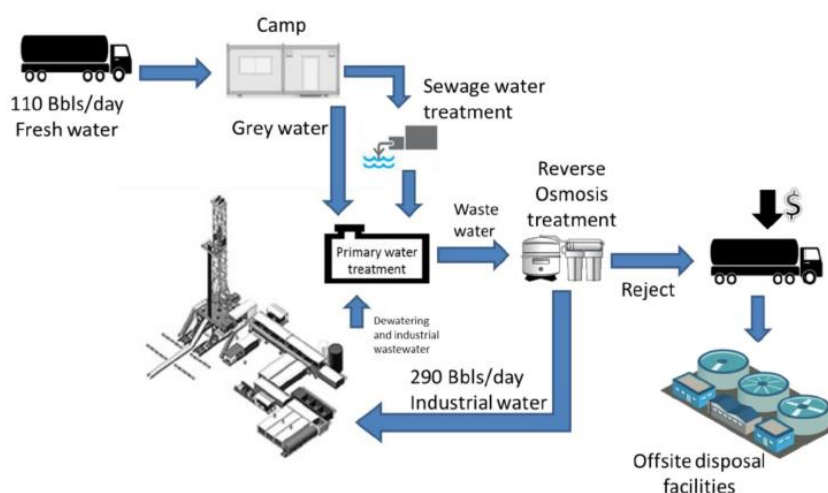 Camp
110 Bbls/day
Fresh water
Sewage water
treatment
Grey water
Reverse
Osmosis
treatment
$
Waste
water
Primary water
treatment
Reject
Dewatering
and industrial
wastewater
290 Bbls/day
Industrial water
Offsite disposal
facilities